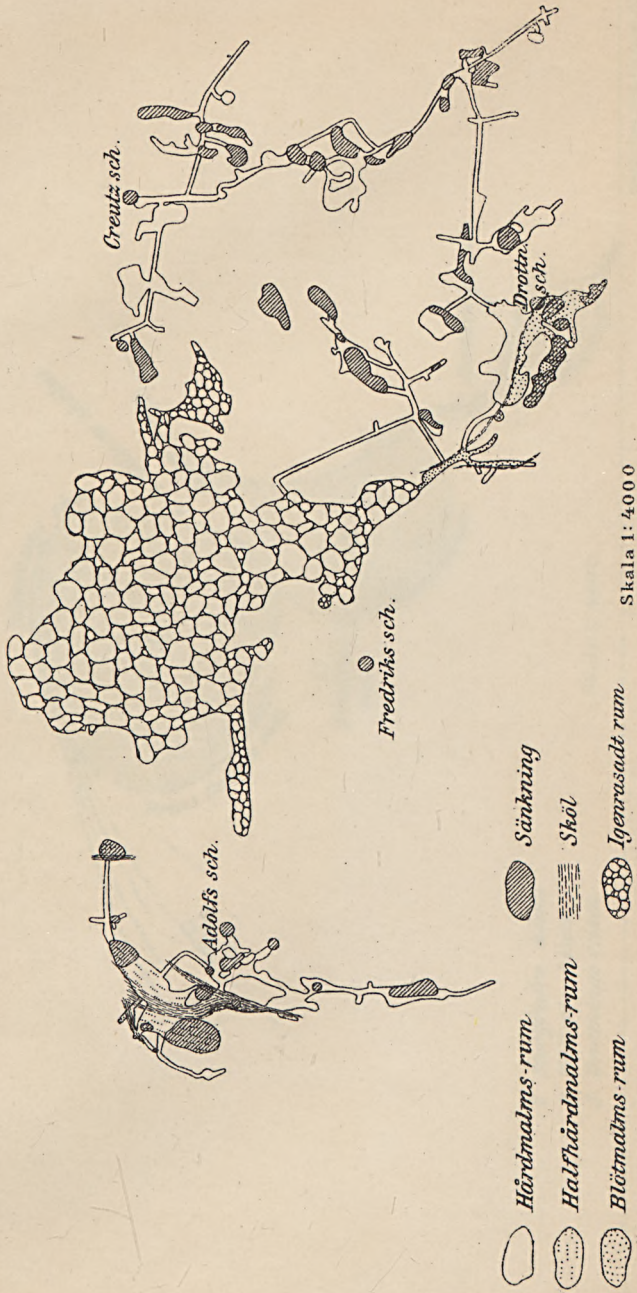 Creutz sch.
Drottn.
sch.
Fredriks sch.
Adolfs sch.
Hårdmalms-rum
Halfhårdmalms-rum
Blötmalms-rum
Sänkning
Sköl
Igenrasadt rum
Skala 1:4000